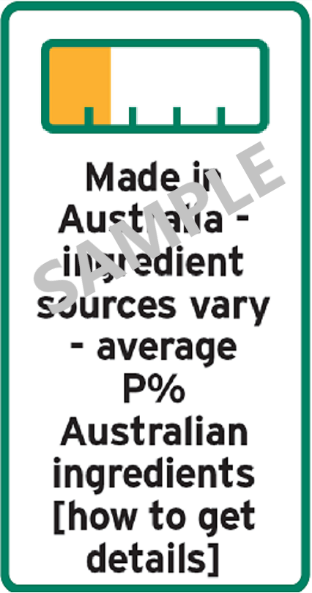 Made in
Australia -
ingredient
sources vary
- average
P%
Australian
ingredients
[how to get
details]
SAMPLE